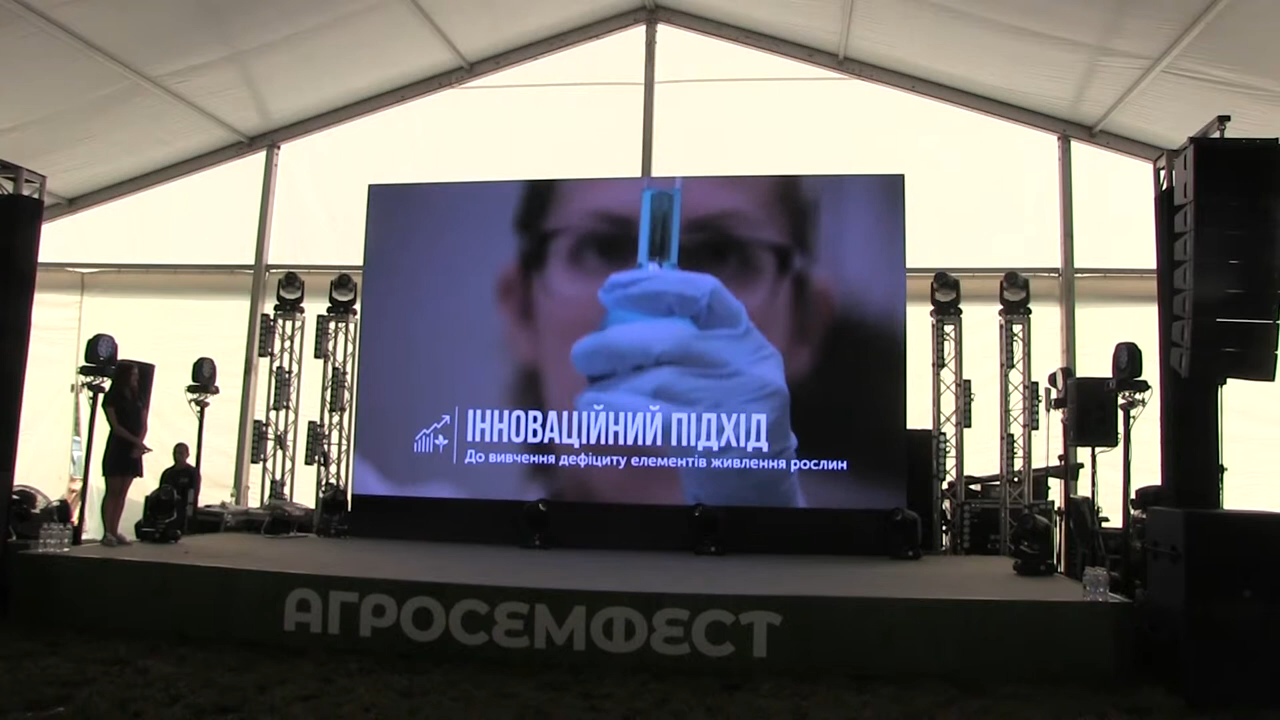 ІННОВАЦІЙНИЙ ПІДХІД
До вивчення дефіциту елементів живлення рослин
АГРОСЕМФЕСТ